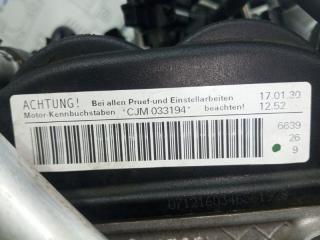 ACHTUNG! Bei allen Pruef-und Einstellarbeiten 17.01.30
Motor-Kennbuchstaben *CJM 033194* beachten! 12.52
6639
26
9